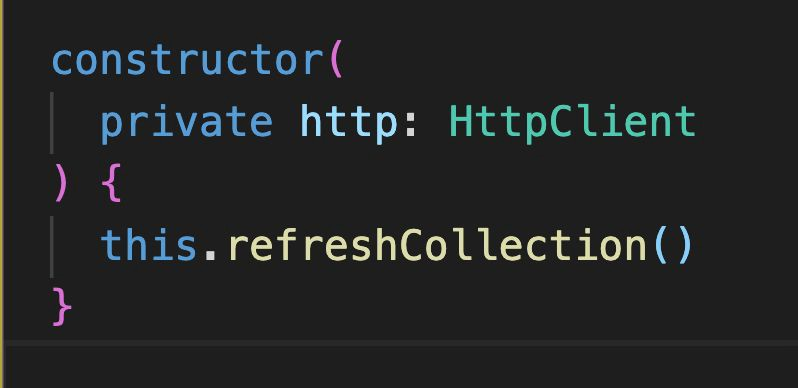 constructor(
private http: HttpClient
) {
this.refreshCollection()
}